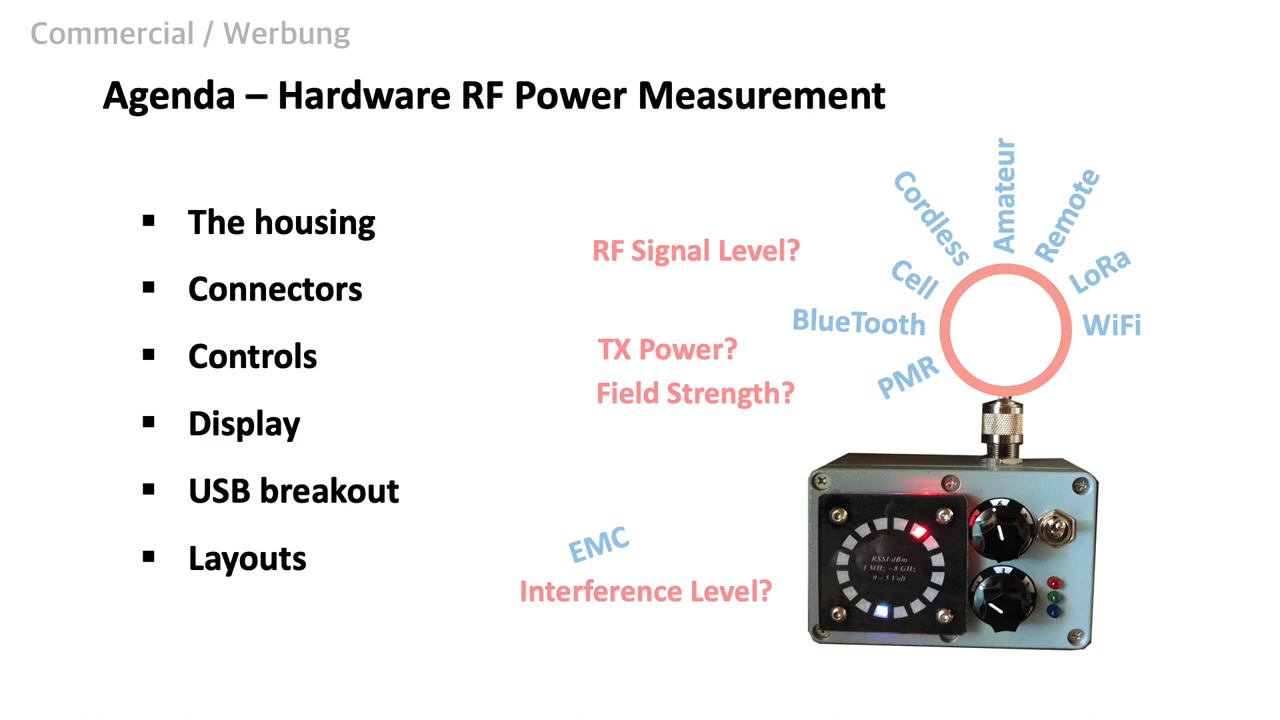 Commercial / Werbung
Agenda – Hardware RF Power Measurement
▪ The housing
▪ Connectors
▪ Controls
▪ Display
▪ USB breakout
▪ Layouts
RF Signal Level?
TX Power?
Field Strength?
EMC
Interference Level?
PMR
BlueTooth
Cell
Cordless
Amateur
Remote
LoRa
WiFi
RSSI dBm
1 MHz – 8 GHz
0 – 5 Volt